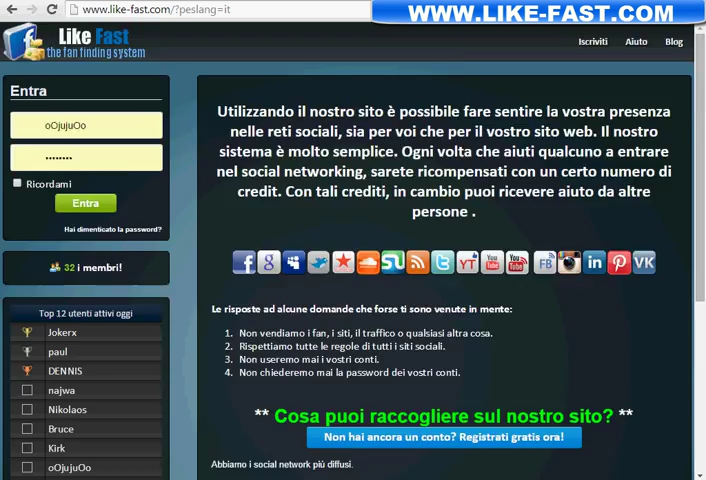 www.like-fast.com/?peslang=it
WWW.LIKE-FAST.COM
Like Fast
the fan finding system
Iscriviti Aiuto Blog
Entra
oOjujuOo
••••••••
Ricordami
Entra
Hai dimenticato la password?
32 i membri!
Top 12 utenti attivi oggi
Jokerx
paul
DENNIS
najwa
Nikolaos
Bruce
Kirk
oOjujuOo
Utilizzando il nostro sito è possibile fare sentire la vostra presenza
nelle reti sociali, sia per voi che per il vostro sito web. Il nostro
sistema è molto semplice. Ogni volta che aiuti qualcuno a entrare
nel social networking, sarete ricompensati con un certo numero di
credit. Con tali crediti, in cambio puoi ricevere aiuto da altre
persone .
Le risposte ad alcune domande che forse ti sono venute in mente:
1. Non vendiamo i fan, i siti, il traffico o qualsiasi altra cosa.
2. Rispettiamo tutte le regole di tutti i siti sociali.
3. Non useremo mai i vostri conti.
4. Non chiederemo mai la password dei vostri conti.
** Cosa puoi raccogliere sul nostro sito? **
Non hai ancora un conto? Registrati gratis ora!
Abbiamo i social network più diffusi.